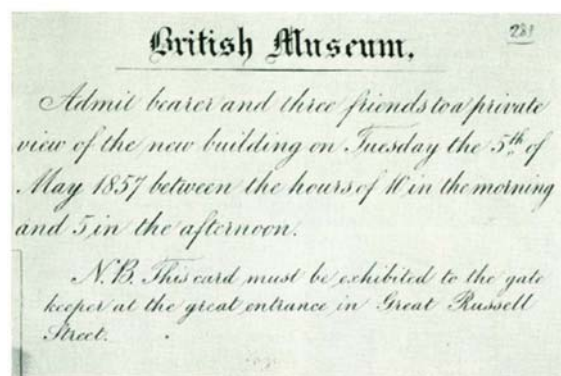 British Museum.
281
Admit bearer and three friends to a private
view of the new building on Tuesday the 5th of
May 1857 between the hours of 10 in the morning
and 5 in the afternoon.
N.B. This card must be exhibited to the gate
keeper at the great entrance in Great Russell
Street.